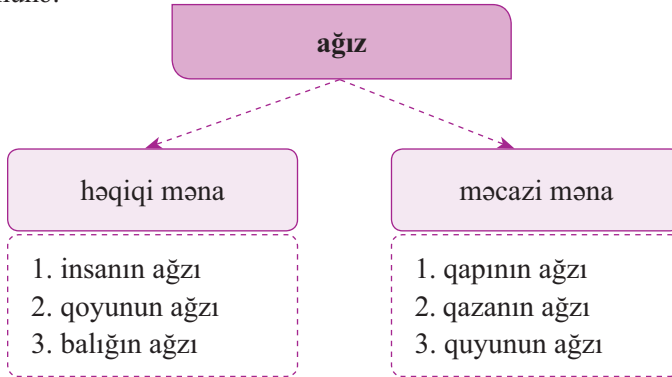 ağız
həqiqi məna
1. insanın ağzı
2. qoyunun ağzı
3. balığın ağzı
məcazi məna
1. qapının ağzı
2. qazanın ağzı
3. quyunun ağzı